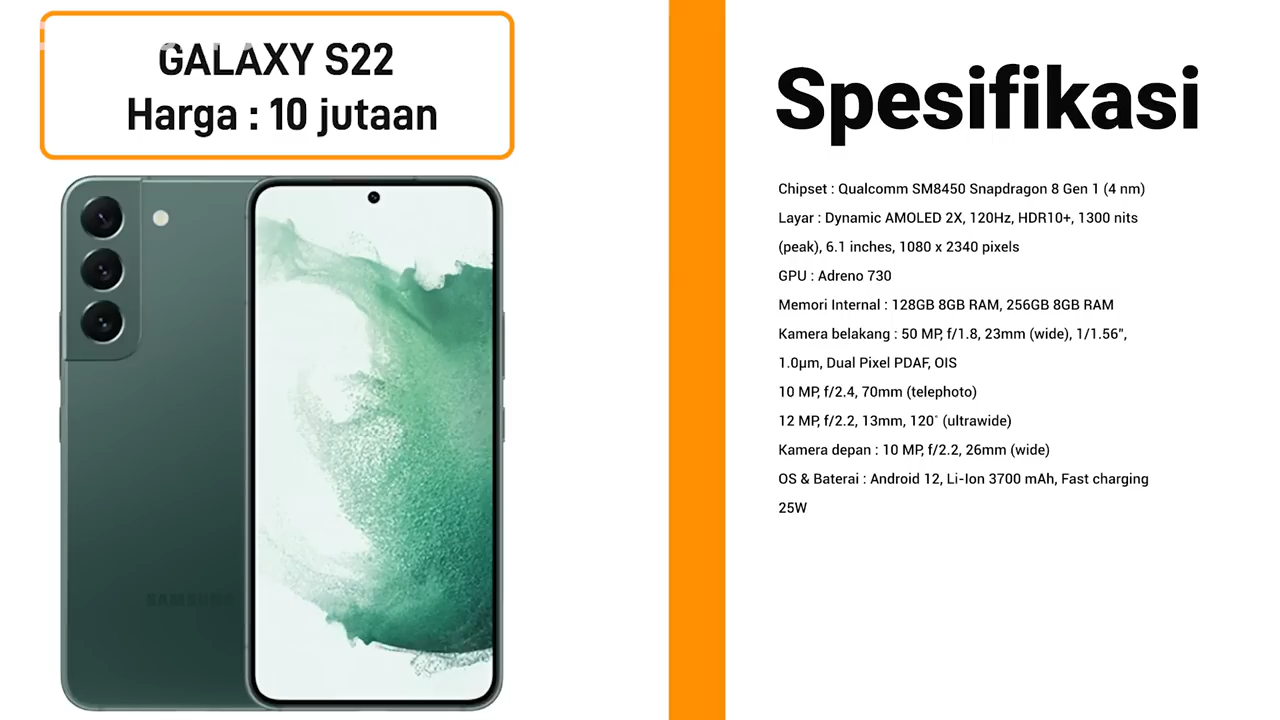 GALAXY S22
Harga : 10 jutaan
SAMSUNG
Spesifikasi
Chipset : Qualcomm SM8450 Snapdragon 8 Gen 1 (4 nm)
Layar : Dynamic AMOLED 2X, 120Hz, HDR10+, 1300 nits
(peak), 6.1 inches, 1080 x 2340 pixels
GPU : Adreno 730
Memori Internal : 128GB 8GB RAM, 256GB 8GB RAM
Kamera belakang : 50 MP, f/1.8, 23mm (wide), 1/1.56”,
1.0µm, Dual Pixel PDAF, OIS
10 MP, f/2.4, 70mm (telephoto)
12 MP, f/2.2, 13mm, 120˚ (ultrawide)
Kamera depan : 10 MP, f/2.2, 26mm (wide)
OS & Baterai : Android 12, Li-Ion 3700 mAh, Fast charging
25W